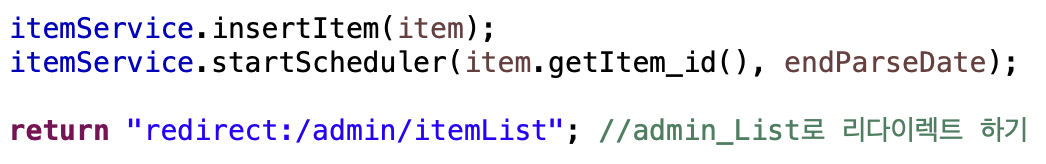 itemService.insertItem(item);
itemService.startScheduler(item.getItem_id(), endParseDate);
return "redirect:/admin/itemList"; //admin_List로 리다이렉트 하기